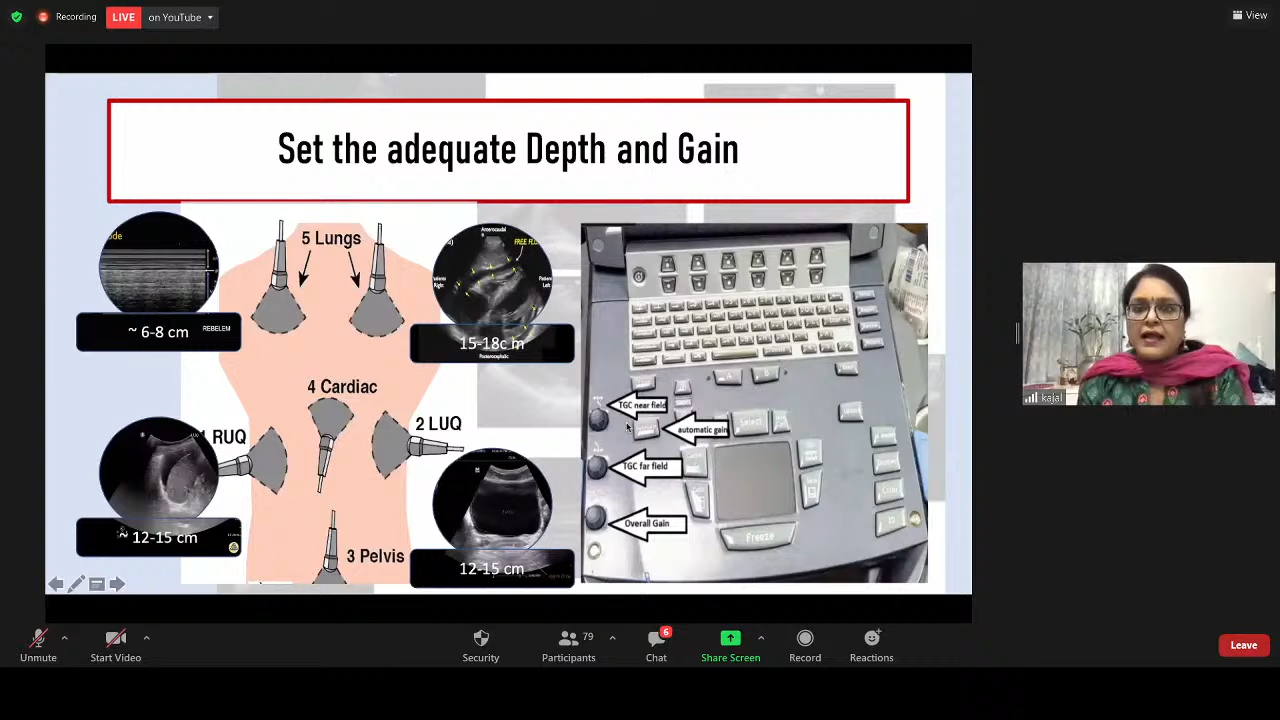 Recording
LIVE
on YouTube
View
Set the adequate Depth and Gain
5 Lungs
FREE
~ 6-8 cm
REBELEM
15-18c m
4 Cardiac
1 RUQ
2 LUQ
TGC near field
automatic gain
Select
TGC far field
Overall Gain
Freeze
~ 12-15 cm
3 Pelvis
12-15 cm
kajal
Unmute
Start Video
Security
Participants
79
Chat
6
Share Screen
Record
Reactions
Leave